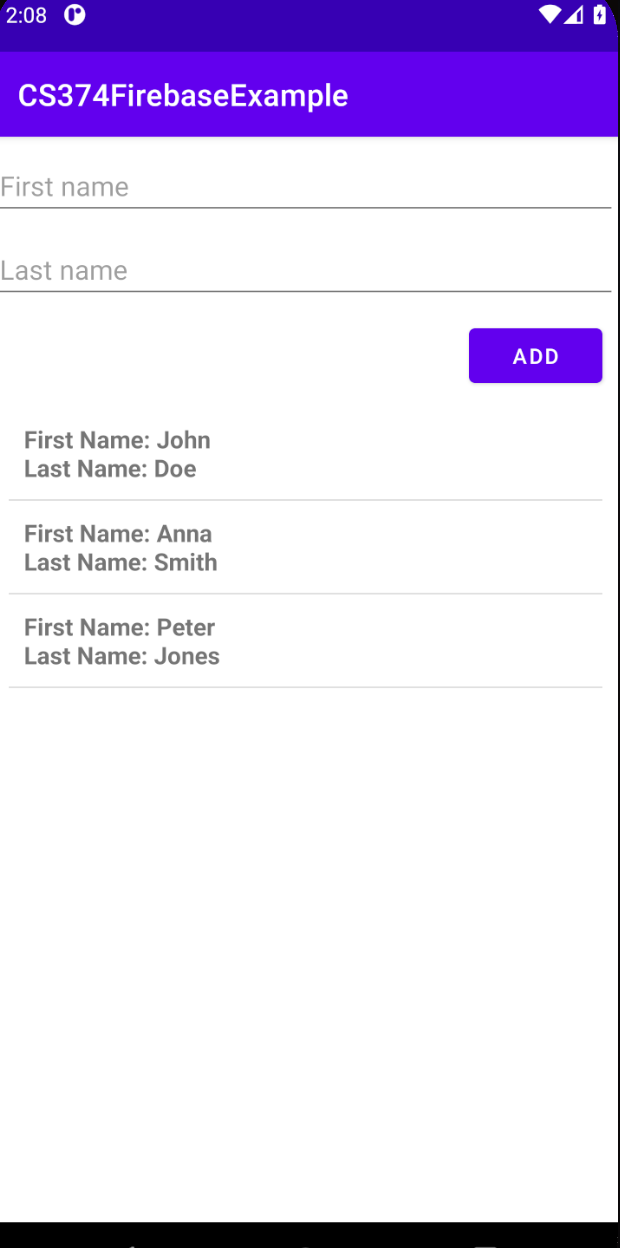 2:08
CS374FirebaseExample
First name
Last name
ADD
First Name: John
Last Name: Doe
First Name: Anna
Last Name: Smith
First Name: Peter
Last Name: Jones